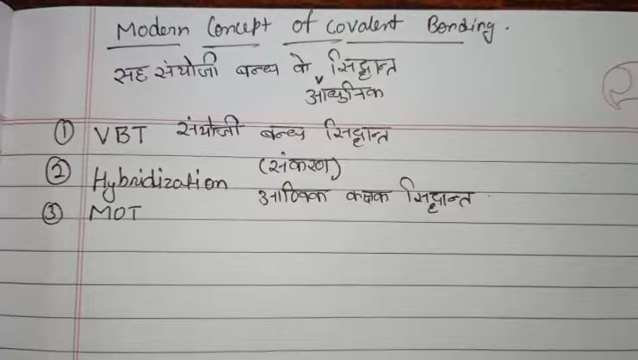 Modern Concept of Covalent Bonding.
सह संयोजी बन्ध के आधुनिक सिद्धान्त
① VBT संयोजी बन्ध सिद्धान्त
② Hybridization (संकरण)
③ MOT आण्विक कक्षक सिद्धान्त